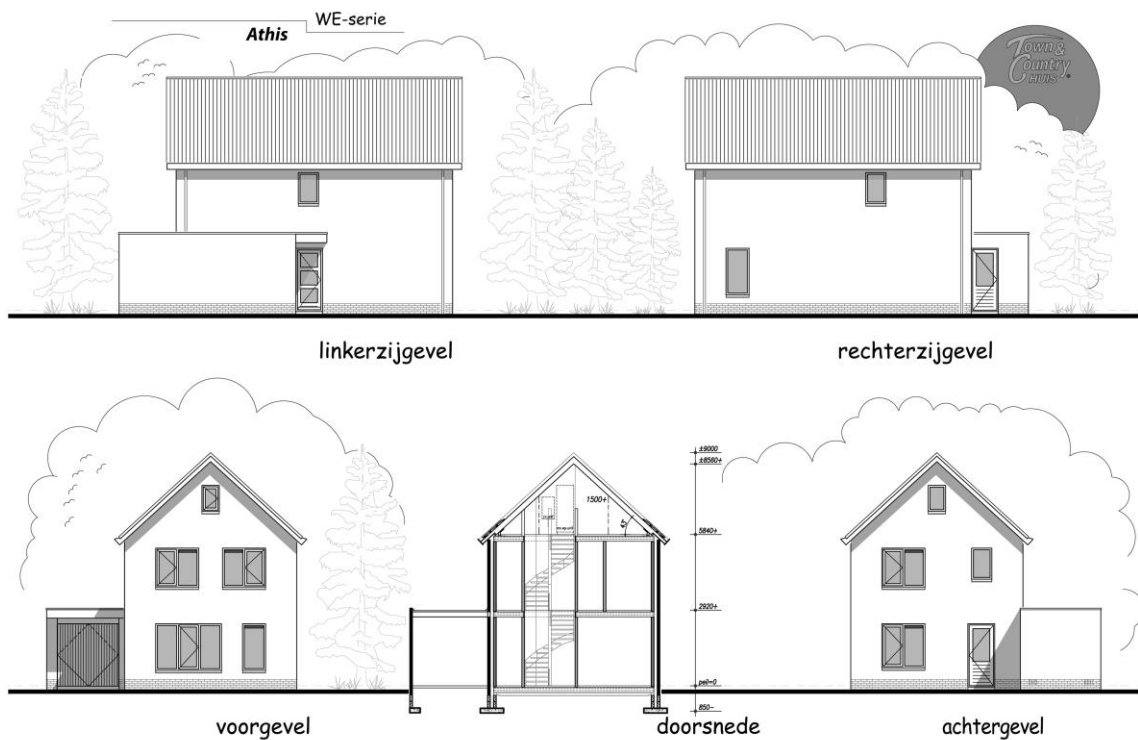 WE-serie
Athis
Town &
Country
HUIS
linkerzijgevel
rechterzijgevel
±9000
±8560+
1500+
5840+
2920+
peil=0
850-
voorgevel
doorsnede
achtergevel